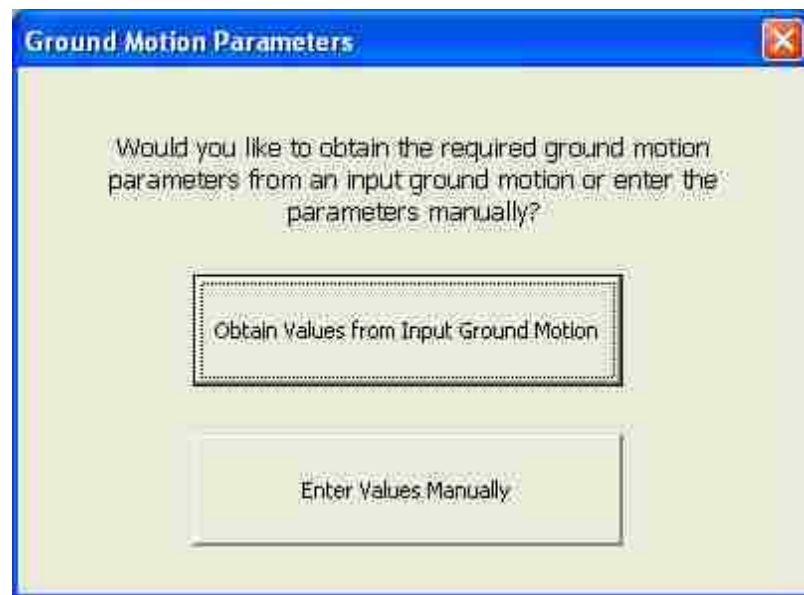 Ground Motion Parameters
Would you like to obtain the required ground motion
parameters from an input ground motion or enter the
parameters manually?
Obtain Values from Input Ground Motion
Enter Values Manually